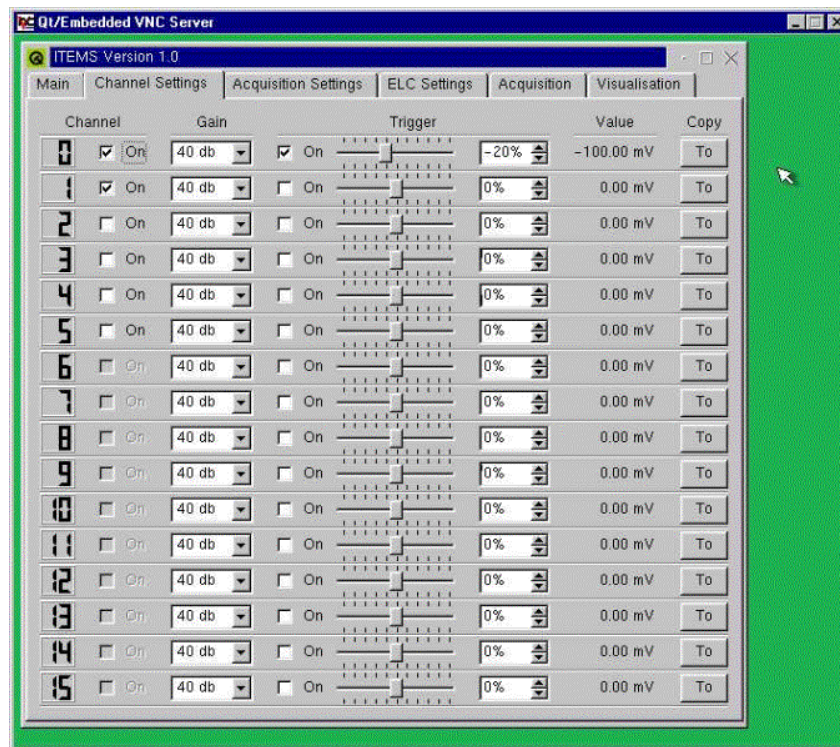 Qt/Embedded VNC Server
ITEMS Version 1.0
Main Channel Settings Acquisition Settings ELC Settings Acquisition Visualisation
Channel Gain Trigger Value Copy
0 On 40 db On -20% -100.00 mV To
1 On 40 db On 0% 0.00 mV To
2 On 40 db On 0% 0.00 mV To
3 On 40 db On 0% 0.00 mV To
4 On 40 db On 0% 0.00 mV To
5 On 40 db On 0% 0.00 mV To
6 On 40 db On 0% 0.00 mV To
7 On 40 db On 0% 0.00 mV To
8 On 40 db On 0% 0.00 mV To
9 On 40 db On 0% 0.00 mV To
10 On 40 db On 0% 0.00 mV To
11 On 40 db On 0% 0.00 mV To
12 On 40 db On 0% 0.00 mV To
13 On 40 db On 0% 0.00 mV To
14 On 40 db On 0% 0.00 mV To
15 On 40 db On 0% 0.00 mV To